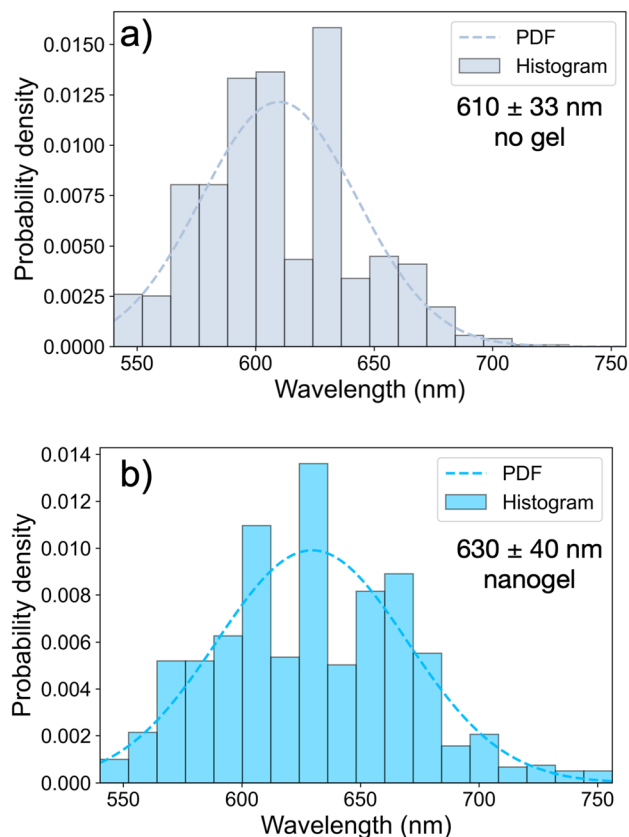 a)
PDF
Histogram
610 ± 33 nm
no gel
Probability density
0.0150
0.0125
0.0100
0.0075
0.0050
0.0025
0.0000
550 600 650 700 750
Wavelength (nm)
b)
PDF
Histogram
630 ± 40 nm
nanogel
Probability density
0.014
0.012
0.010
0.008
0.006
0.004
0.002
0.000
550 600 650 700 750
Wavelength (nm)